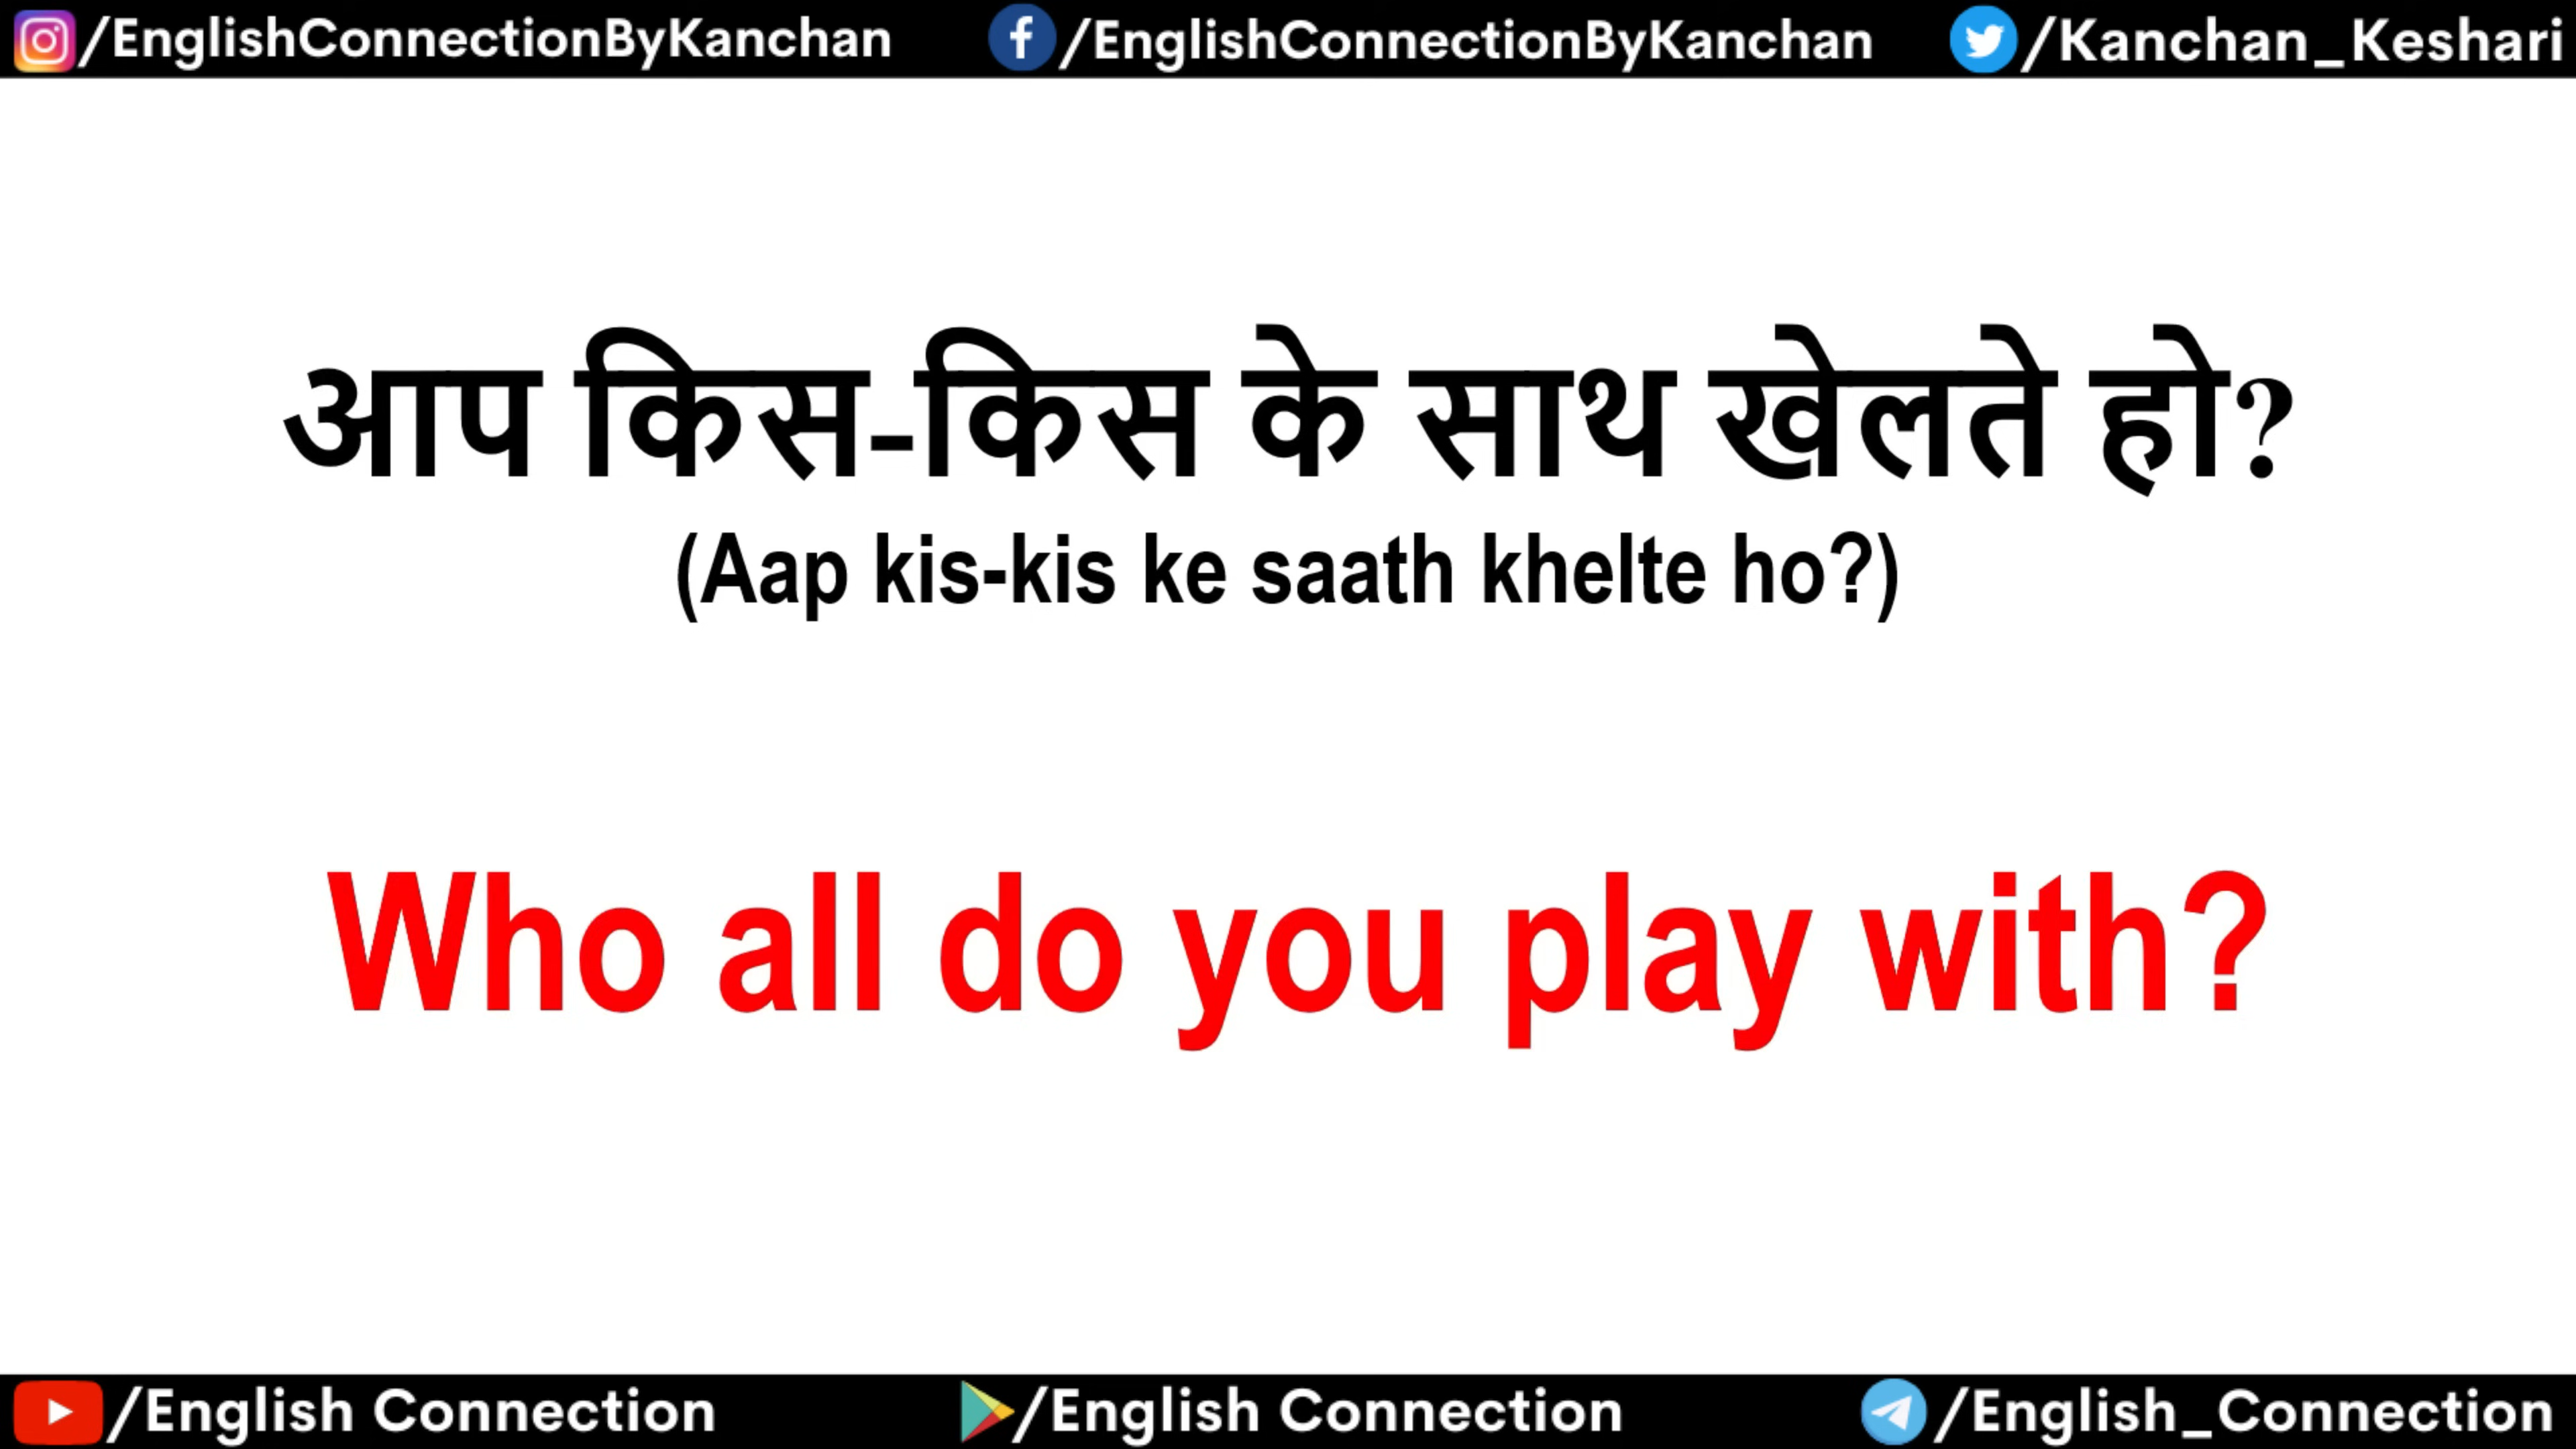 /EnglishConnectionByKanchan /EnglishConnectionByKanchan /Kanchan_Keshari
आप किस-किस के साथ खेलते हो?
(Aap kis-kis ke saath khelte ho?)
Who all do you play with?
/English Connection /English Connection /English_Connection